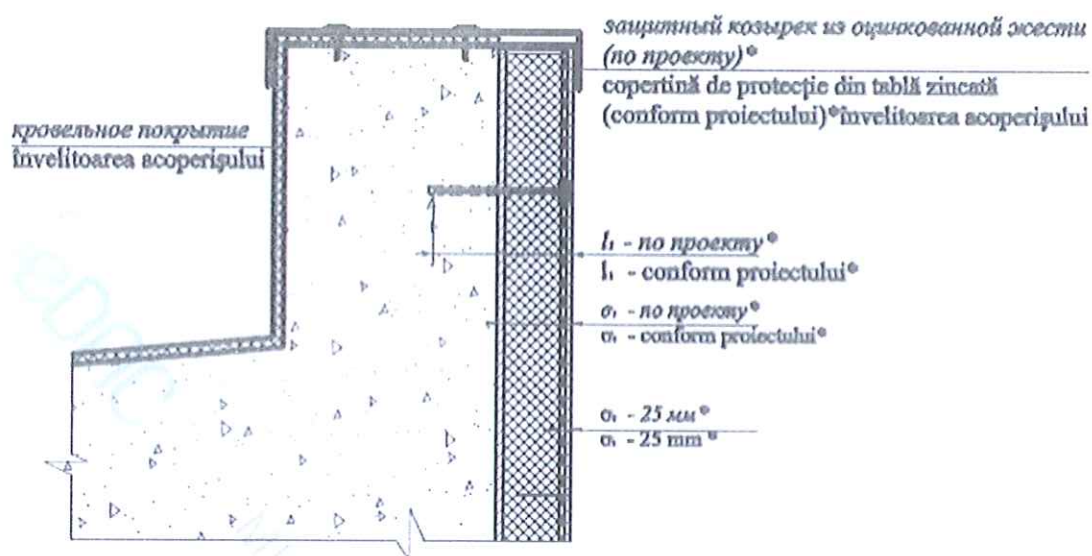 защитный козырек из оцинкованной жести
(по проекту)*
copertină de protecție din tablă zincată
(conform proiectului)*învelitoarea acoperișului
кровельное покрытие
învelitoarea acoperișului
l₁ - по проекту*
l₁ - conform proiectului*
σ₁ - по проекту*
σ₁ - conform proiectului*
σ₁ - 25 мм*
σ₁ - 25 mm*
eDOC